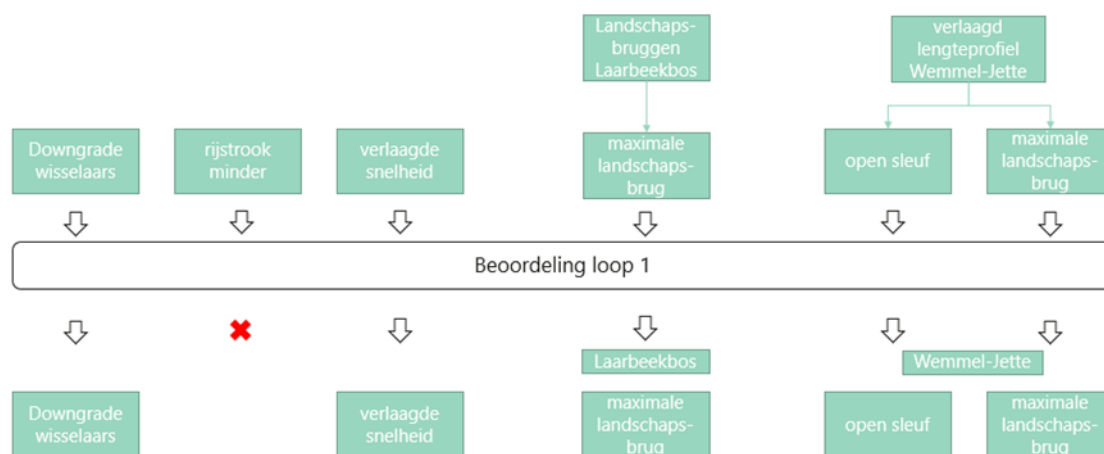 Landschaps-
bruggen
Laarbeekbos
verlaagd
lengteprofiel
Wemmel-Jette
Downgrade
wisselaars
rijstrook
minder
verlaagde
snelheid
maximale
landschaps-
brug
open sleuf
maximale
landschaps-
brug
Beoordeling loop 1
Laarbeekbos
Wemmel-Jette
Downgrade
wisselaars
verlaagde
snelheid
maximale
landschaps-
brug
open sleuf
maximale
landschaps-
brug